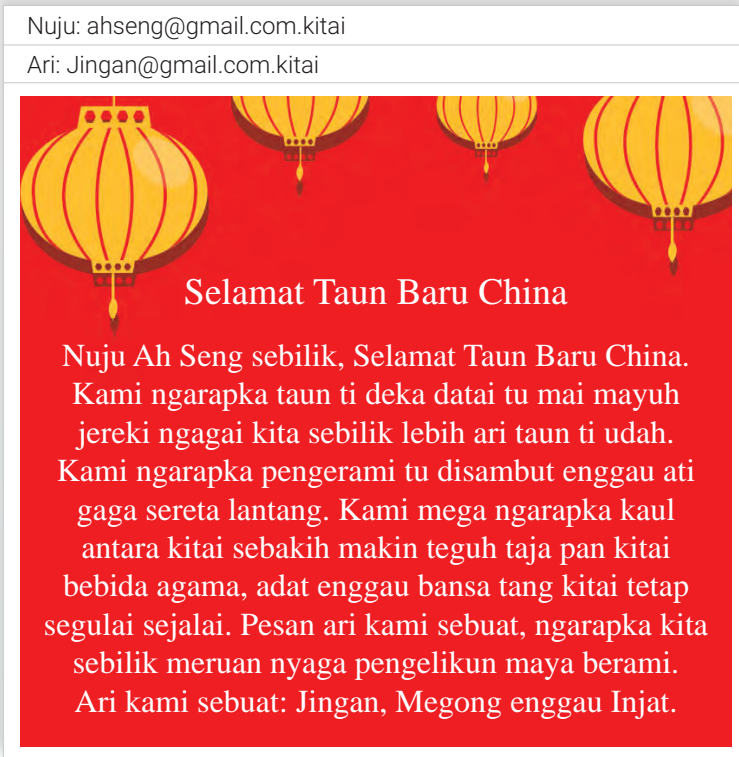 Nuju: ahseng@gmail.com.kitai
Ari: Jingan@gmail.com.kitai
Selamat Taun Baru China
Nuju Ah Seng sebilik, Selamat Taun Baru China.
Kami ngarapka taun ti deka datai tu mai mayuh
jereki ngagai kita sebilik lebih ari taun ti udah.
Kami ngarapka pengerami tu disambut enggau ati
gaga sereta lantang. Kami mega ngarapka kaul
antara kitai sebakih makin teguh taja pan kitai
bebida agama, adat enggau bansa tang kitai tetap
segulai sejalai. Pesan ari kami sebuat, ngarapka kita
sebilik meruan nyaga pengelikun maya berami.
Ari kami sebuat: Jingan, Megong enggau Injat.